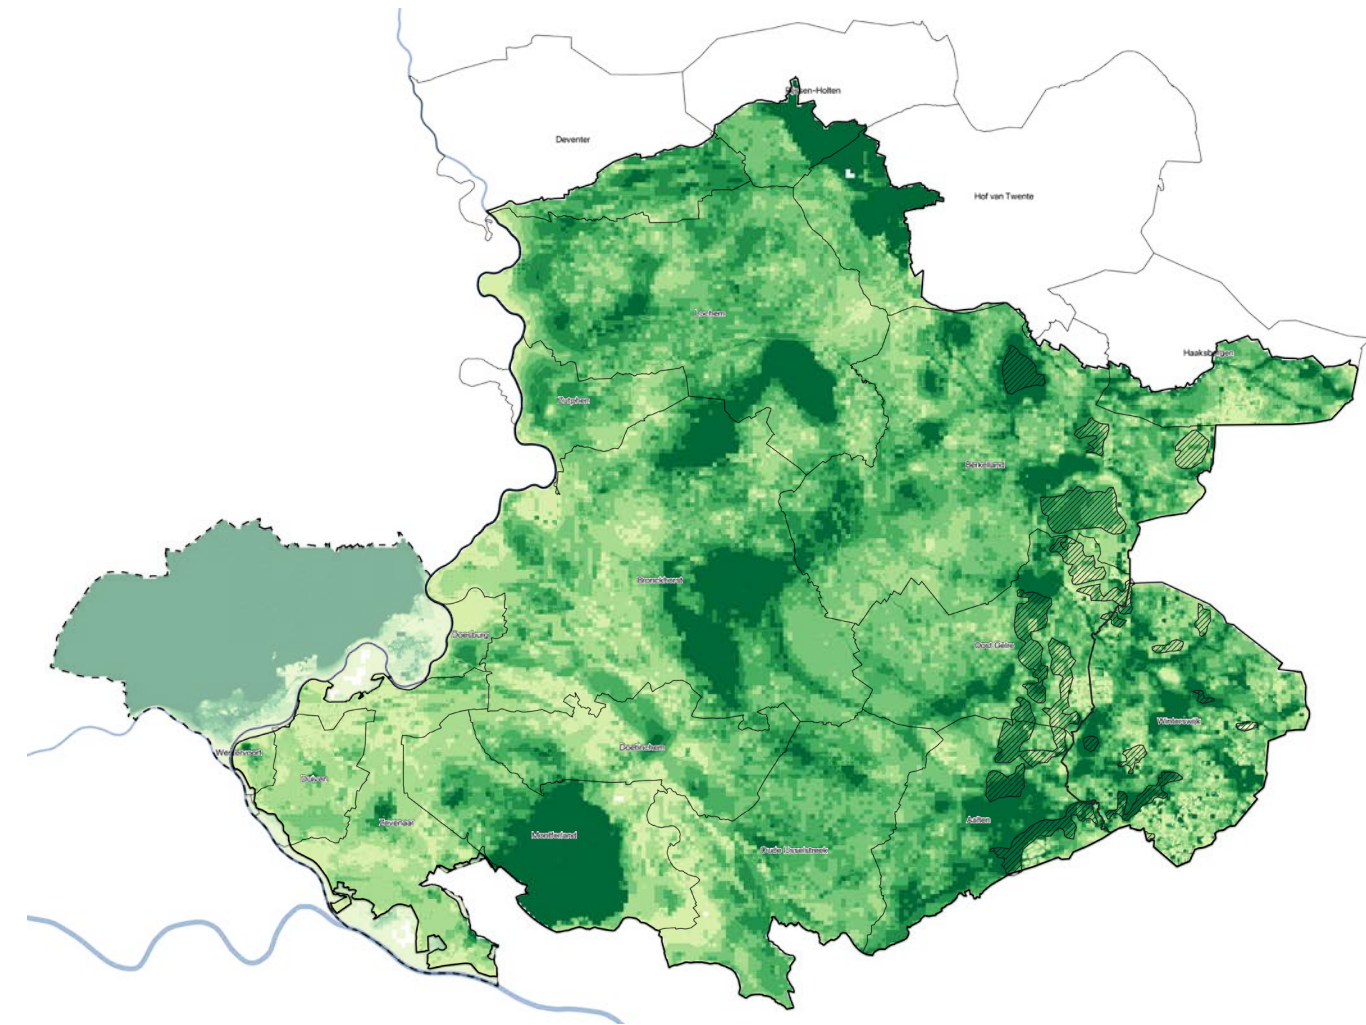 Rijssen-Holten
Deventer
Hof van Twente
Lochem
Haaksbergen
Zutphen
Berkelland
Bronckhorst
Doesburg
Oost Gelre
Winterswijk
Westervoort
Doetinchem
Duiven
Zevenaar
Aalten
Montferland
Oude IJsselstreek